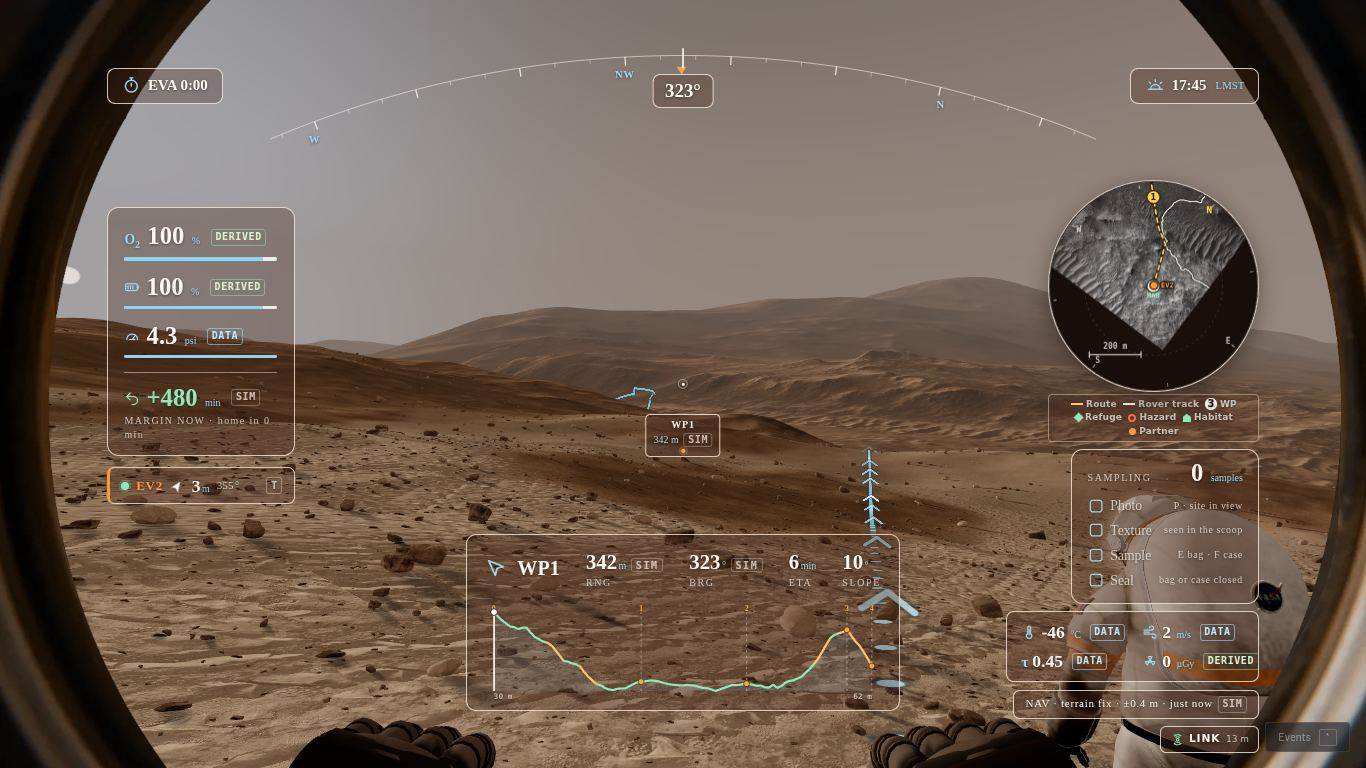 EVA 0:00
W
NW
323°
N
17:45 LMST
O2 100 % DERIVED
100 % DERIVED
4.3 psi DATA
+480 min SIM
MARGIN NOW · home in 0
min
EV2 3 m 355° T
WP1
342 m SIM
1
N
W
EV2
200 m
S
E
Route Rover track 3 WP
Refuge Hazard Habitat
Partner
SAMPLING 0 samples
Photo P · site in view
Texture seen in the scoop
Sample E bag · F case
Seal bag or case closed
WP1
342 m SIM
RNG
323° SIM
BRG
6 min
ETA
10°
SLOPE
1 2 3 4
30 m
62 m
NASA
-46 °C DATA
2 m/s DATA
τ 0.45 DATA
0 µGy DERIVED
NAV · terrain fix · ±0.4 m · just now SIM
LINK 13 m
Events